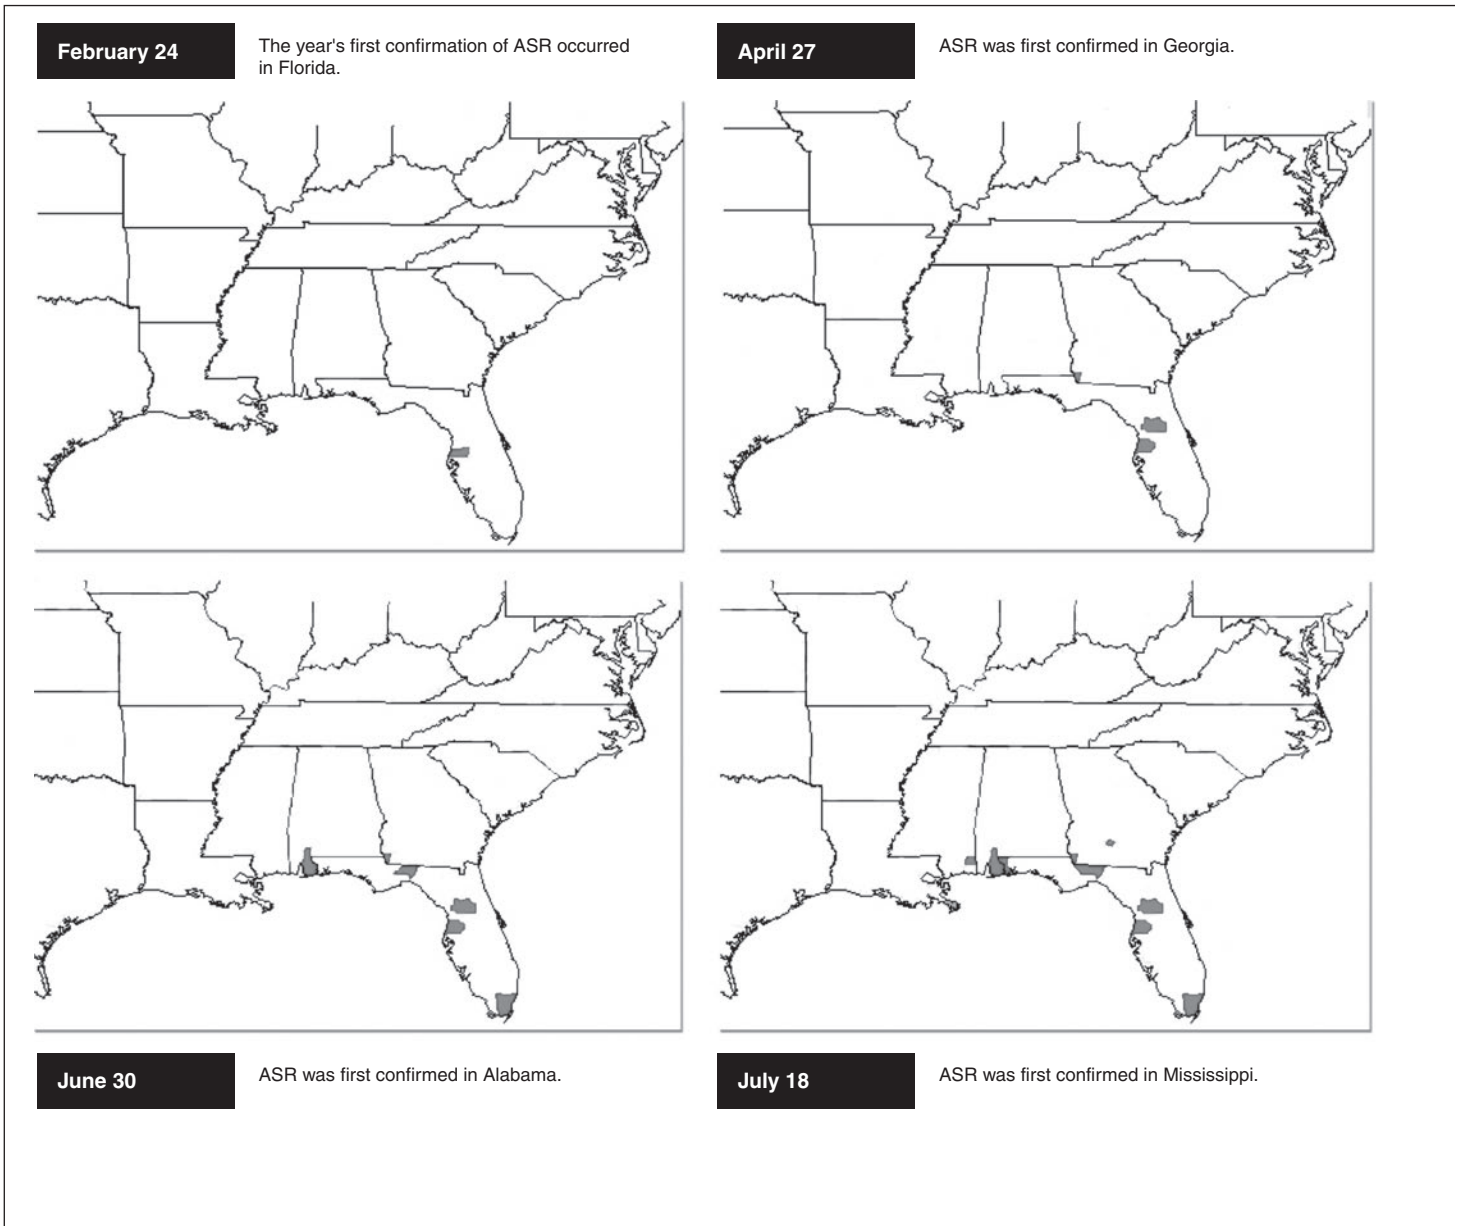 February 24
The year's first confirmation of ASR occurred
in Florida.
April 27
ASR was first confirmed in Georgia.
June 30
ASR was first confirmed in Alabama.
July 18
ASR was first confirmed in Mississippi.